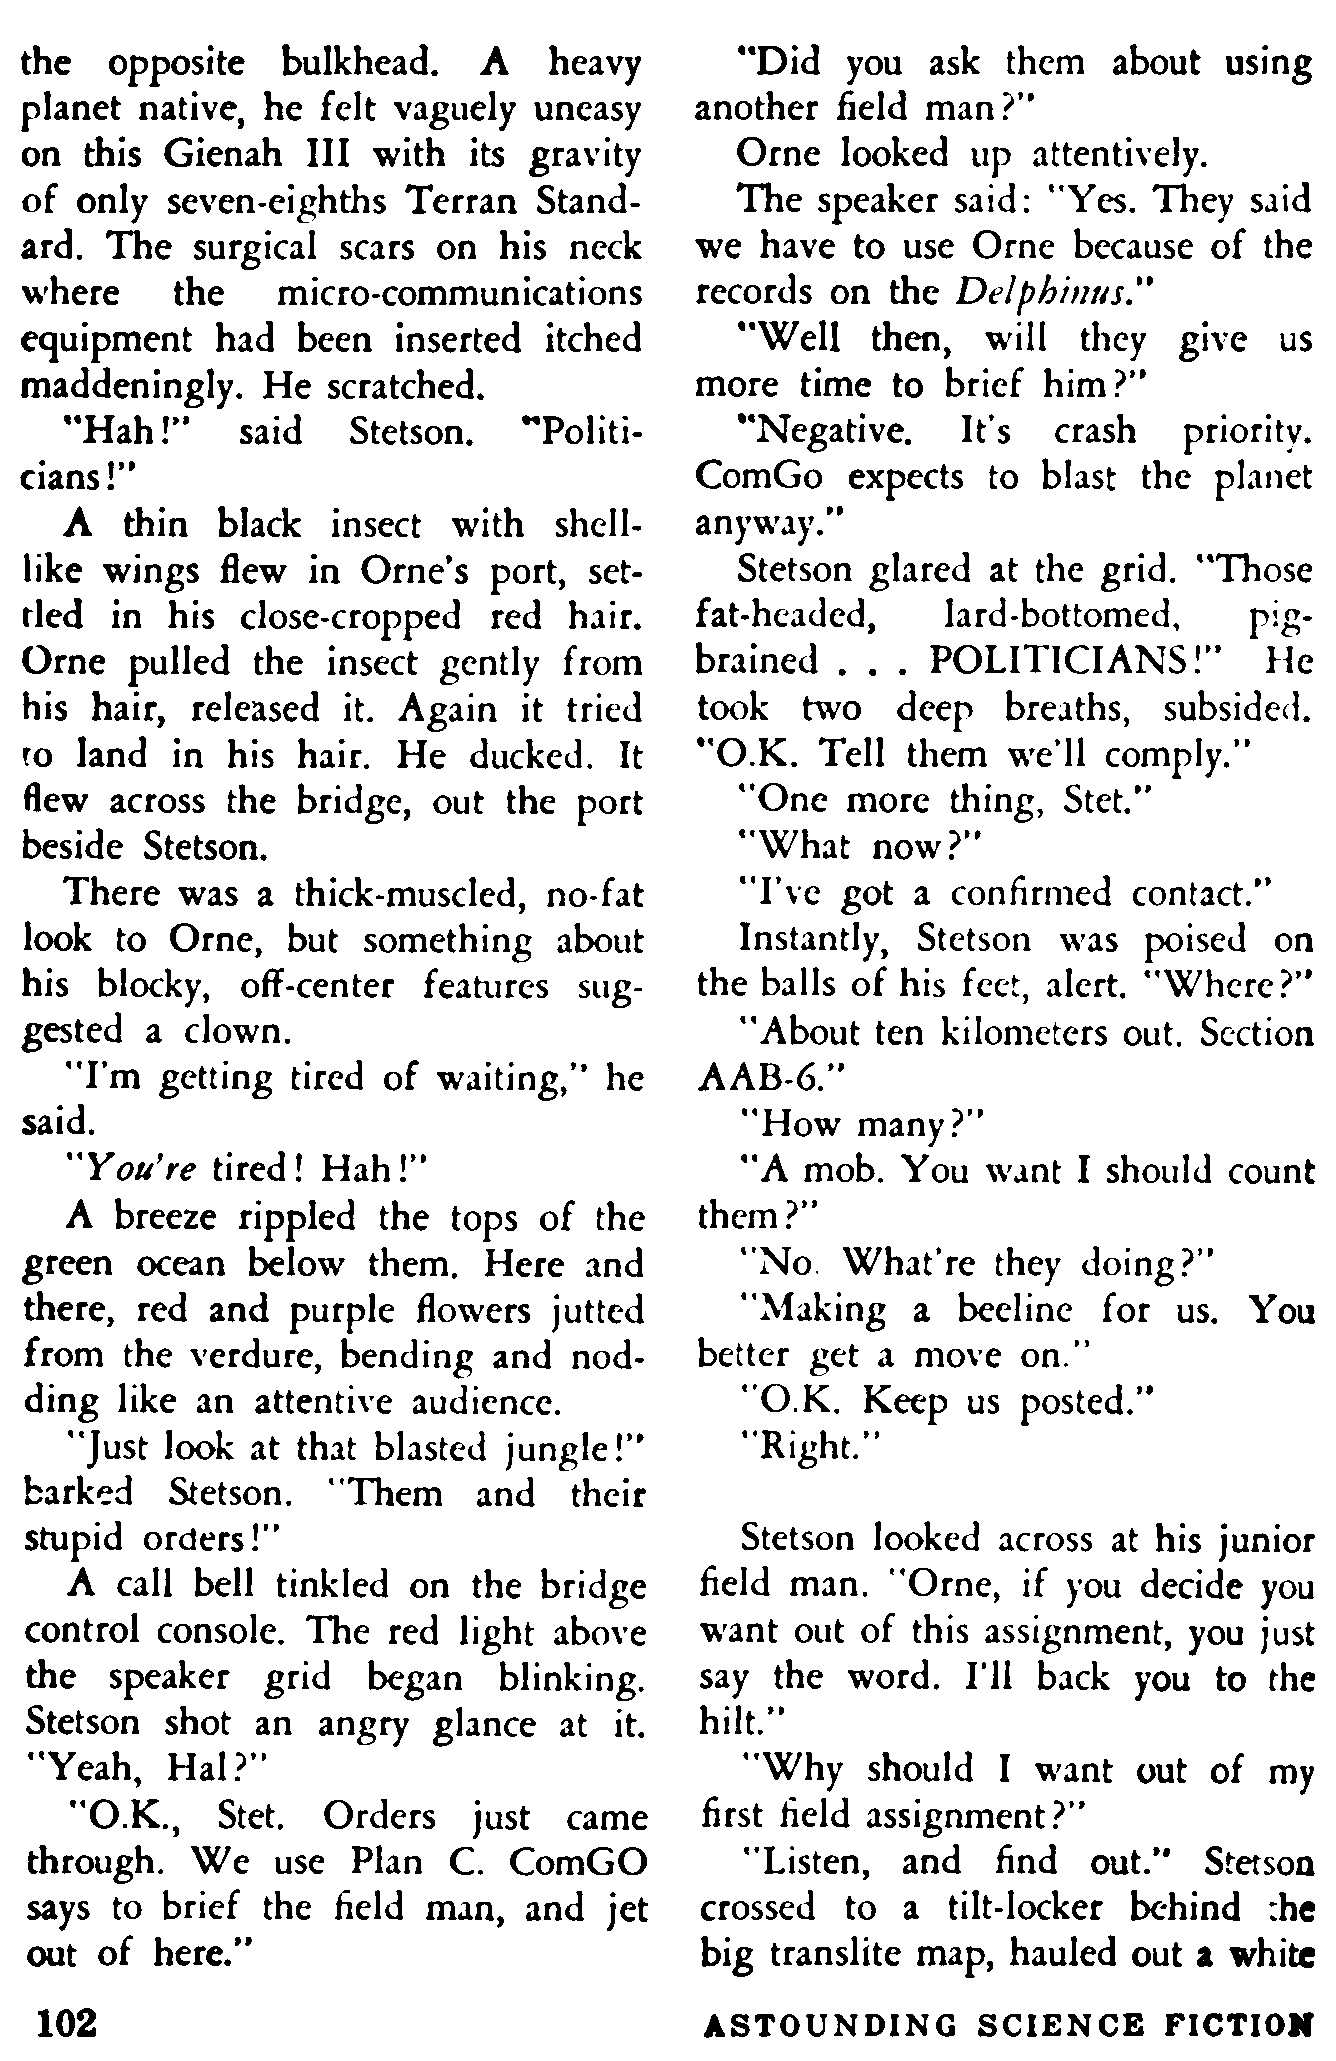 the opposite bulkhead. A heavy
planet native, he felt vaguely uneasy
on this Gienah III with its gravity
of only seven-eighths Terran Stand-
ard. The surgical scars on his neck
where the micro-communications
equipment had been inserted itched
maddeningly. He scratched.
"Hah!" said Stetson. "Politi-
cians!"
A thin black insect with shell-
like wings flew in Orne's port, set-
tled in his close-cropped red hair.
Orne pulled the insect gently from
his hair, released it. Again it tried
to land in his hair. He ducked. It
flew across the bridge, out the port
beside Stetson.
There was a thick-muscled, no-fat
look to Orne, but something about
his blocky, off-center features sug-
gested a clown.
"I'm getting tired of waiting," he
said.
"You're tired! Hah!"
A breeze rippled the tops of the
green ocean below them. Here and
there, red and purple flowers jutted
from the verdure, bending and nod-
ding like an attentive audience.
"Just look at that blasted jungle!"
barked Stetson. "Them and their
stupid orders!"
A call bell tinkled on the bridge
control console. The red light above
the speaker grid began blinking.
Stetson shot an angry glance at it.
"Yeah, Hal?"
"O.K., Stet. Orders just came
through. We use Plan C. ComGO
says to brief the field man, and jet
out of here."
"Did you ask them about using
another field man?"
Orne looked up attentively.
The speaker said: "Yes. They said
we have to use Orne because of the
records on the Delphinus."
"Well then, will they give us
more time to brief him?"
"Negative. It's crash priority.
ComGo expects to blast the planet
anyway."
Stetson glared at the grid. "Those
fat-headed, lard-bottomed, pig-
brained . . . POLITICIANS!" He
took two deep breaths, subsided.
"O.K. Tell them we'll comply."
"One more thing, Stet."
"What now?"
"I've got a confirmed contact."
Instantly, Stetson was poised on
the balls of his feet, alert. "Where?"
"About ten kilometers out. Section
AAB-6."
"How many?"
"A mob. You want I should count
them?"
"No. What're they doing?"
"Making a beeline for us. You
better get a move on."
"O.K. Keep us posted."
"Right."
Stetson looked across at his junior
field man. "Orne, if you decide you
want out of this assignment, you just
say the word. I'll back you to the
hilt."
"Why should I want out of my
first field assignment?"
"Listen, and find out." Stetson
crossed to a tilt-locker behind the
big translite map, hauled out a white
102
ASTOUNDING SCIENCE FICTION